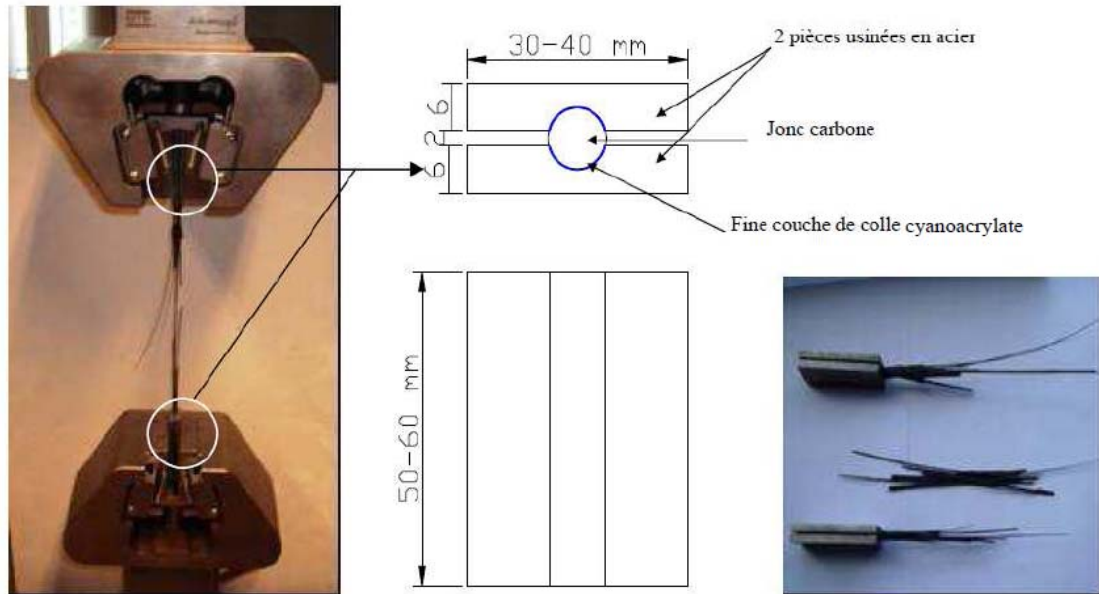 30-40 mm
2 pièces usinées en acier
6
2
6
Jonc carbone
Fine couche de colle cyanoacrylate
50-60 mm